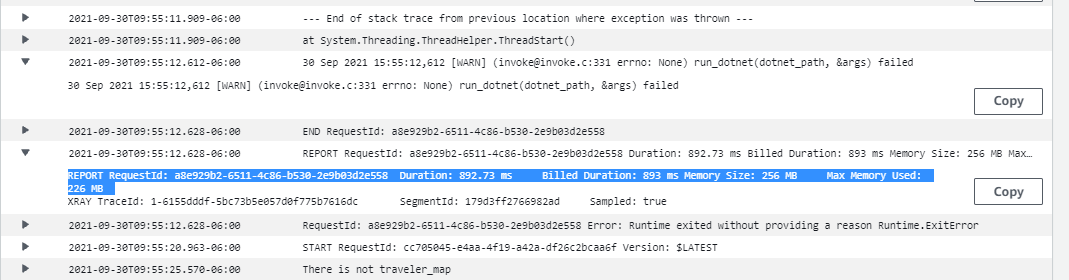 2021-09-30T09:55:11.909-06:00 --- End of stack trace from previous location where exception was thrown ---
2021-09-30T09:55:11.909-06:00 at System.Threading.ThreadHelper.ThreadStart()
2021-09-30T09:55:12.612-06:00 30 Sep 2021 15:55:12,612 [WARN] (invoke@invoke.c:331 errno: None) run_dotnet(dotnet_path, &args) failed
30 Sep 2021 15:55:12,612 [WARN] (invoke@invoke.c:331 errno: None) run_dotnet(dotnet_path, &args) failed
Copy
2021-09-30T09:55:12.628-06:00 END RequestId: a8e929b2-6511-4c86-b530-2e9b03d2e558
2021-09-30T09:55:12.628-06:00 REPORT RequestId: a8e929b2-6511-4c86-b530-2e9b03d2e558 Duration: 892.73 ms Billed Duration: 893 ms Memory Size: 256 MB Max…
REPORT RequestId: a8e929b2-6511-4c86-b530-2e9b03d2e558 Duration: 892.73 ms Billed Duration: 893 ms Memory Size: 256 MB Max Memory Used:
226 MB
Copy
XRAY TraceId: 1-6155dddf-5bc73b5e057d0f775b7616dc SegmentId: 179d3ff2766982ad Sampled: true
2021-09-30T09:55:12.628-06:00 RequestId: a8e929b2-6511-4c86-b530-2e9b03d2e558 Error: Runtime exited without providing a reason Runtime.ExitError
2021-09-30T09:55:20.963-06:00 START RequestId: cc705045-e4aa-4f19-a42a-df26c2bcaa6f Version: $LATEST
2021-09-30T09:55:25.570-06:00 There is not traveler_map